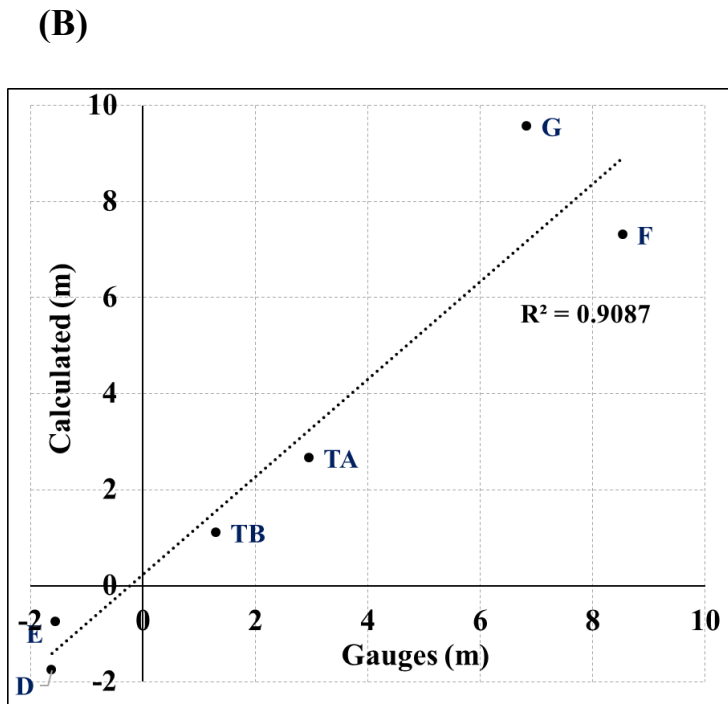 (B)
10
G
8
F
6
R² = 0.9087
Calculated (m)
4
TA
2
TB
0
-2 0 2 4 6 8 10
E
Gauges (m)
D
-2